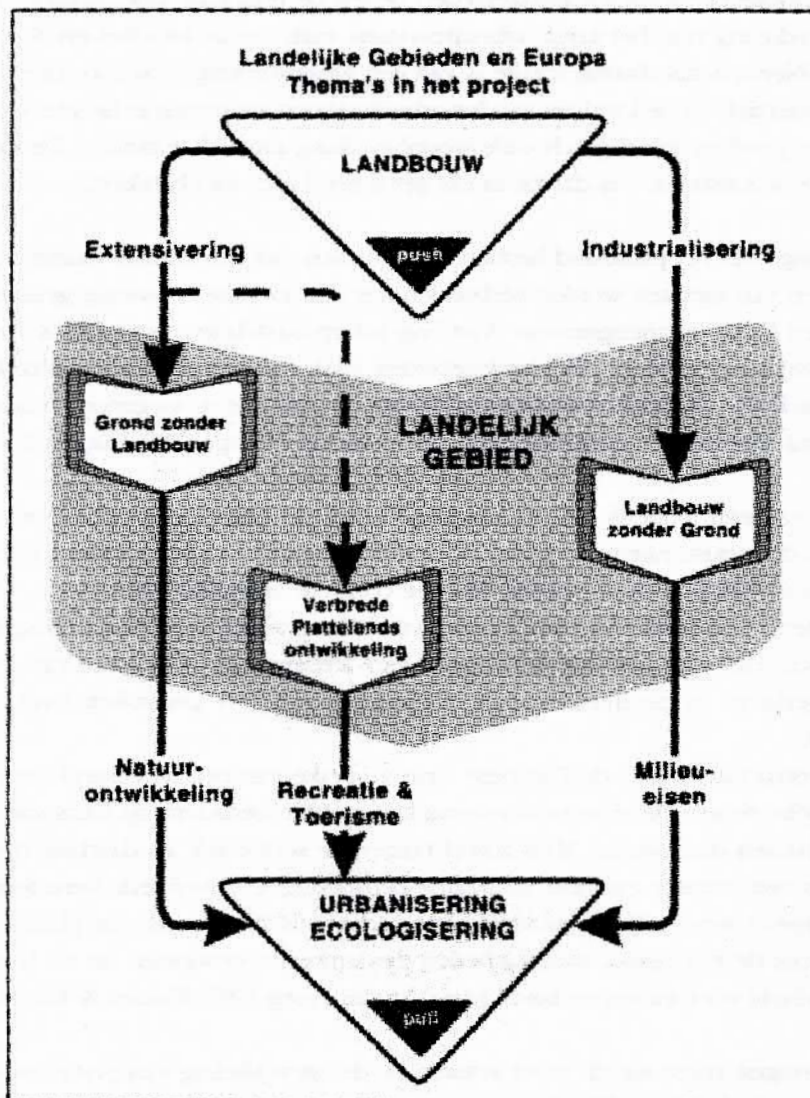 Landelijke Gebieden en Europa
Thema's in het project
LANDBOUW
push
Extensivering
Industrialisering
Grond zonder
Landbouw
LANDELIJK
GEBIED
Landbouw
zonder Grond
Verbrede
Plattelands
ontwikkeling
Natuur-
ontwikkeling
Recreatie &
Toerisme
Milieu-
eisen
URBANISERING
ECOLOGISERING
pull